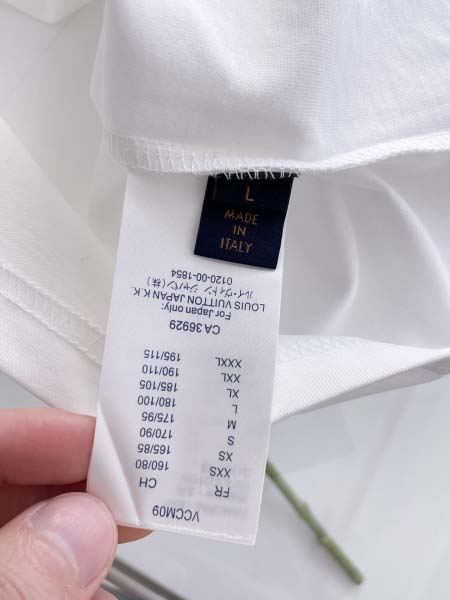 L
MADE
IN
ITALY
VCCM09
FR CH
XXS 160/80
XS 165/85
S 170/90
M 175/95
L 180/100
XL 185/105
XXL 190/110
XXXL 195/115
CA 36929
For Japan only:
LOUIS VUITTON JAPAN K.K.
ルイ・ヴィトン ジャパン(株)
0120-00-1854